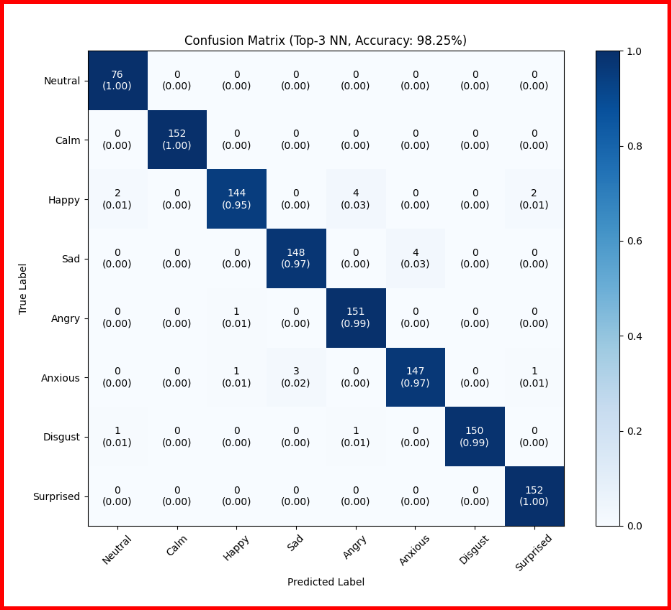 Confusion Matrix (Top-3 NN, Accuracy: 98.25%)
True Label
Neutral 76 0 0 0 0 0 0 0
(1.00) (0.00) (0.00) (0.00) (0.00) (0.00) (0.00) (0.00)
Calm 0 152 0 0 0 0 0 0
(0.00) (1.00) (0.00) (0.00) (0.00) (0.00) (0.00) (0.00)
Happy 2 0 144 0 4 0 0 2
(0.01) (0.00) (0.95) (0.00) (0.03) (0.00) (0.00) (0.01)
Sad 0 0 0 148 0 4 0 0
(0.00) (0.00) (0.00) (0.97) (0.00) (0.03) (0.00) (0.00)
Angry 0 0 1 0 151 0 0 0
(0.00) (0.00) (0.01) (0.00) (0.99) (0.00) (0.00) (0.00)
Anxious 0 0 1 3 0 147 0 1
(0.00) (0.00) (0.01) (0.02) (0.00) (0.97) (0.00) (0.01)
Disgust 1 0 0 0 1 0 150 0
(0.01) (0.00) (0.00) (0.00) (0.01) (0.00) (0.99) (0.00)
Surprised 0 0 0 0 0 0 0 152
(0.00) (0.00) (0.00) (0.00) (0.00) (0.00) (0.00) (1.00)
Neutral Calm Happy Sad Angry Anxious Disgust Surprised
Predicted Label
1.0
0.8
0.6
0.4
0.2
0.0